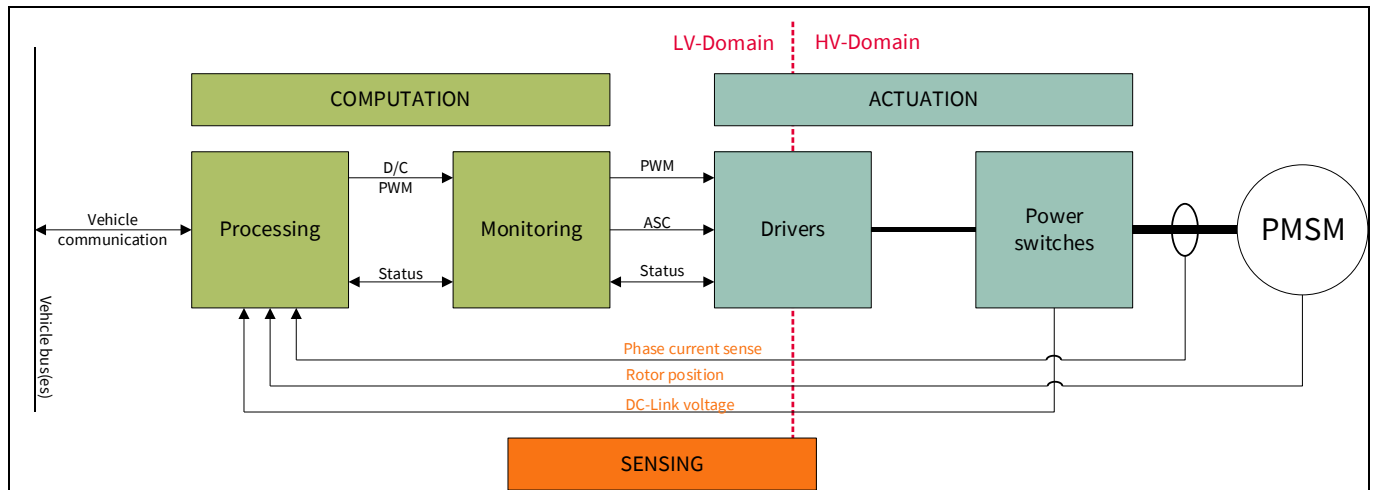 LV-Domain
HV-Domain
COMPUTATION
ACTUATION
Vehicle
communication
Processing
D/C
PWM
Status
Monitoring
PWM
ASC
Status
Drivers
Power
switches
PMSM
Vehicle bus(es)
Phase current sense
Rotor position
DC-Link voltage
SENSING